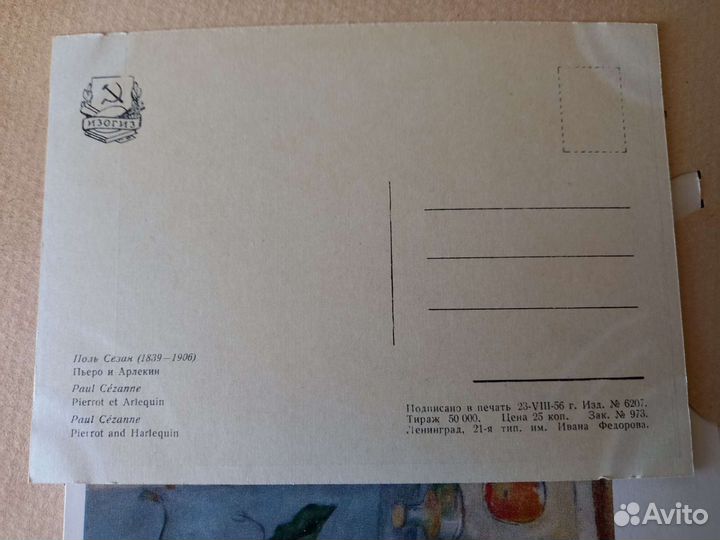 ИЗОГИЗ
Поль Сезан (1839—1906)
Пьеро и Арлекин
Paul Cézanne
Pierrot et Arlequin
Paul Cézanne
Pierrot and Harlequin
Подписано в печать 23-VIII-56 г. Изд. № 6207.
Тираж 50 000. Цена 25 коп. Зак. № 973.
Ленинград, 21-я тип. им. Ивана Федорова.
Avito